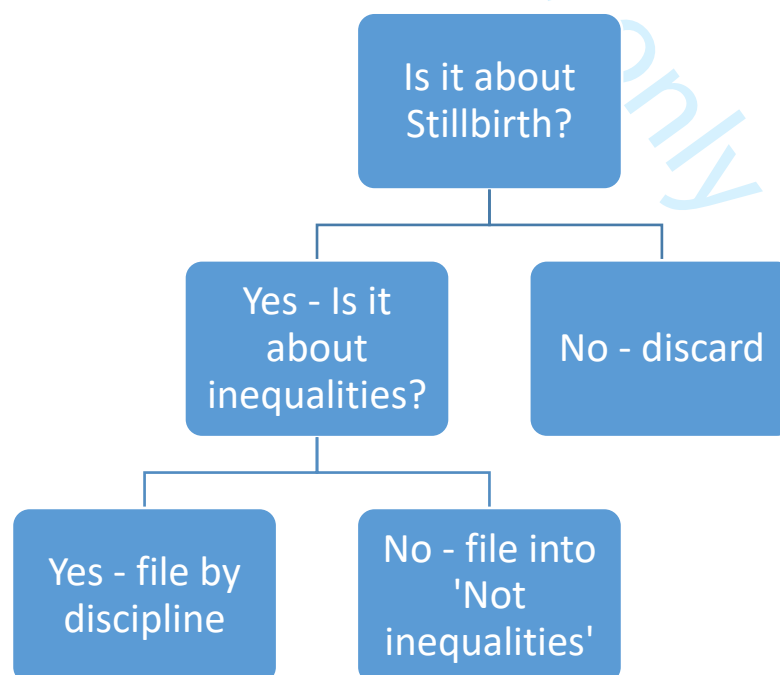 Is it about
Stillbirth?
only
Yes - Is it
about
inequalities?
No - discard
Yes - file by
discipline
No - file into
'Not
inequalities'